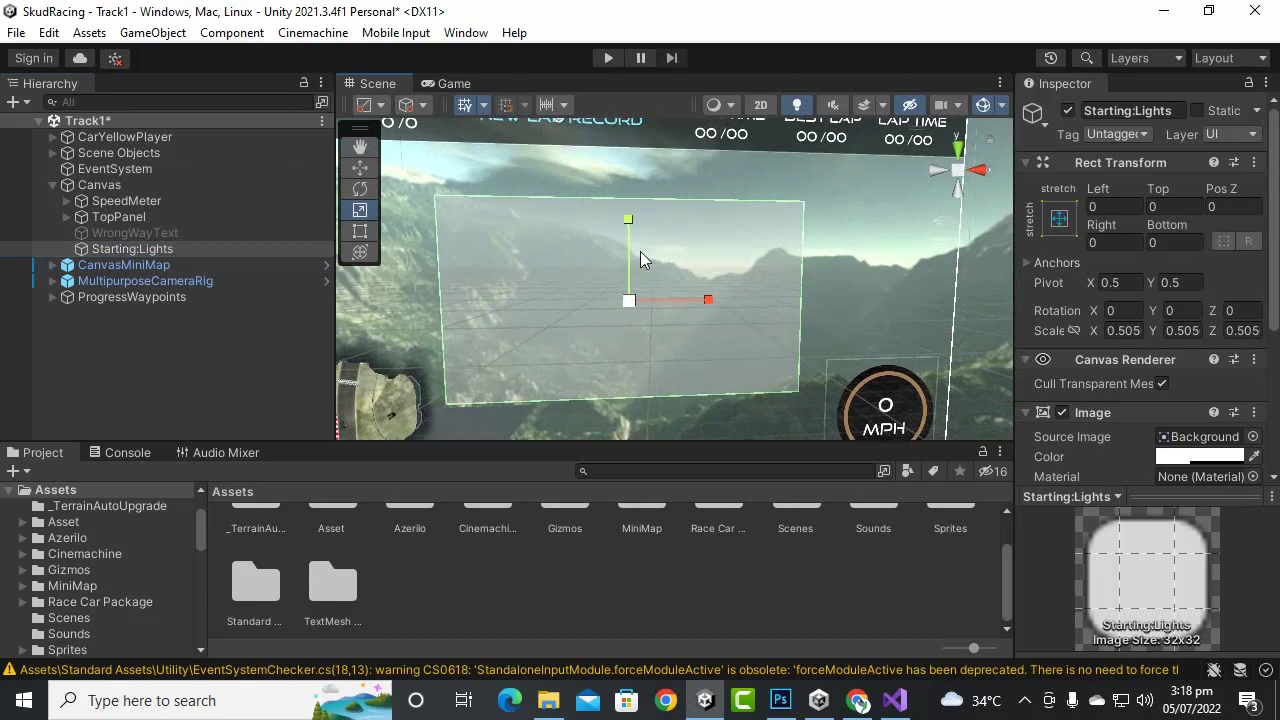 SkudRacing - Track1 - Windows, Mac, Linux - Unity 2021.3.4f1 Personal* <DX11>
File Edit Assets GameObject Component Cinemachine Mobile Input Window Help
Sign in
Layers
Layout
Hierarchy
Scene
Game
Inspector
All
2D
Track1*
CarYellowPlayer
Scene Objects
EventSystem
Canvas
SpeedMeter
TopPanel
WrongWayText
Starting:Lights
CanvasMiniMap
MultipurposeCameraRig
ProgressWaypoints
0/6
NEW LAP RECORD
00/00
BEST LAP
00/00
LAP TIME
00/00
y
x
0
MPH
Starting:Lights
Static
Tag Untagged
Layer UI
Rect Transform
stretch
stretch
Left Top Pos Z
0 0 0
Right Bottom
0 0
R
Anchors
Pivot X 0.5 Y 0.5
Rotation X 0 Y 0 Z 0
Scale X 0.505 Y 0.505 Z 0.505
Canvas Renderer
Cull Transparent Mes
Image
Source Image Background
Color
Material None (Material)
Starting:Lights
Starting:Lights
Image Size: 32x32
Project
Console
Audio Mixer
16
Assets
_TerrainAutoUpgrade
Asset
Azerilo
Cinemachine
Gizmos
MiniMap
Race Car Package
Scenes
Sounds
Sprites
Assets
_TerrainAu...
Asset
Azerilo
Cinemachi...
Gizmos
MiniMap
Race Car ...
Scenes
Sounds
Sprites
Standard ...
TextMesh ...
Assets\Standard Assets\Utility\EventSystemChecker.cs(18,13): warning CS0618: 'StandaloneInputModule.forceModuleActive' is obsolete: 'forceModuleActive has been deprecated. There is no need to force tl
Type here to search
34°C
3:18 pm
05/07/2022
3